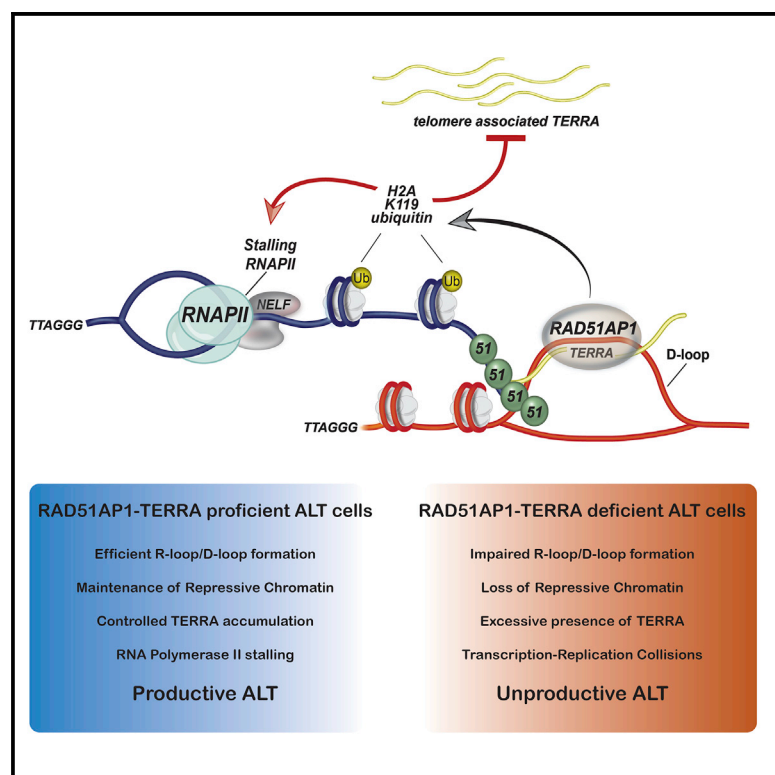 telomere associated TERRA
H2A
K119
ubiquitin
Stalling
RNAPII
Ub
Ub
NELF
RNAPII
TTAGGG
RAD51AP1
TERRA
D-loop
51
51
51
51
TTAGGG
RAD51AP1-TERRA proficient ALT cells
Efficient R-loop/D-loop formation
Maintenance of Repressive Chromatin
Controlled TERRA accumulation
RNA Polymerase II stalling
Productive ALT
RAD51AP1-TERRA deficient ALT cells
Impaired R-loop/D-loop formation
Loss of Repressive Chromatin
Excessive presence of TERRA
Transcription-Replication Collisions
Unproductive ALT